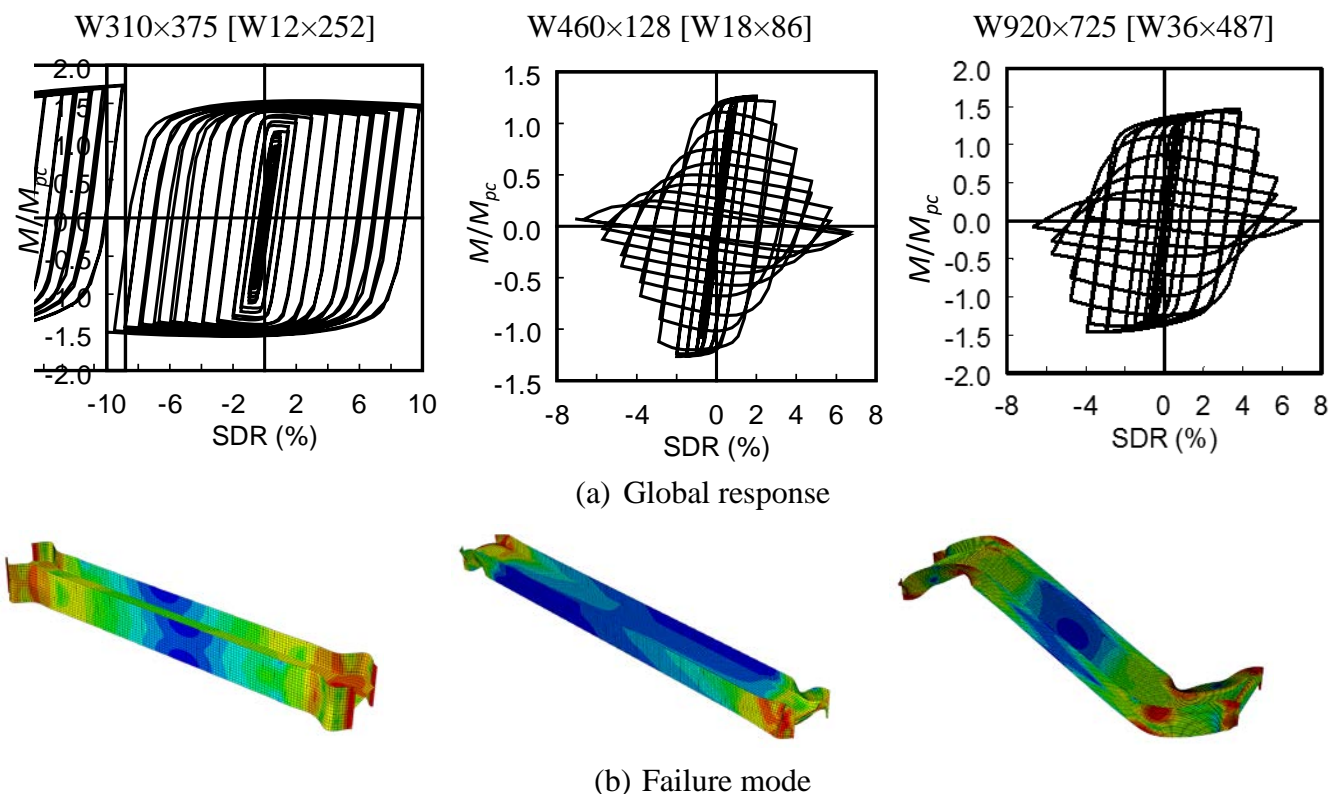 W310×375 [W12×252]
W460×128 [W18×86]
W920×725 [W36×487]
2.0
1.5
1.0
0.5
0.0
-0.5
-1.0
-1.5
-2.0
M/Mpc
-10 -6 -2 2 6 10
SDR (%)
1.5
1.0
0.5
0.0
-0.5
-1.0
-1.5
M/Mpc
-8 -4 0 4 8
SDR (%)
2.0
1.5
1.0
0.5
0.0
-0.5
-1.0
-1.5
-2.0
M/Mpc
-8 -6 -4 -2 0 2 4 6 8
SDR (%)
(a) Global response
(b) Failure mode